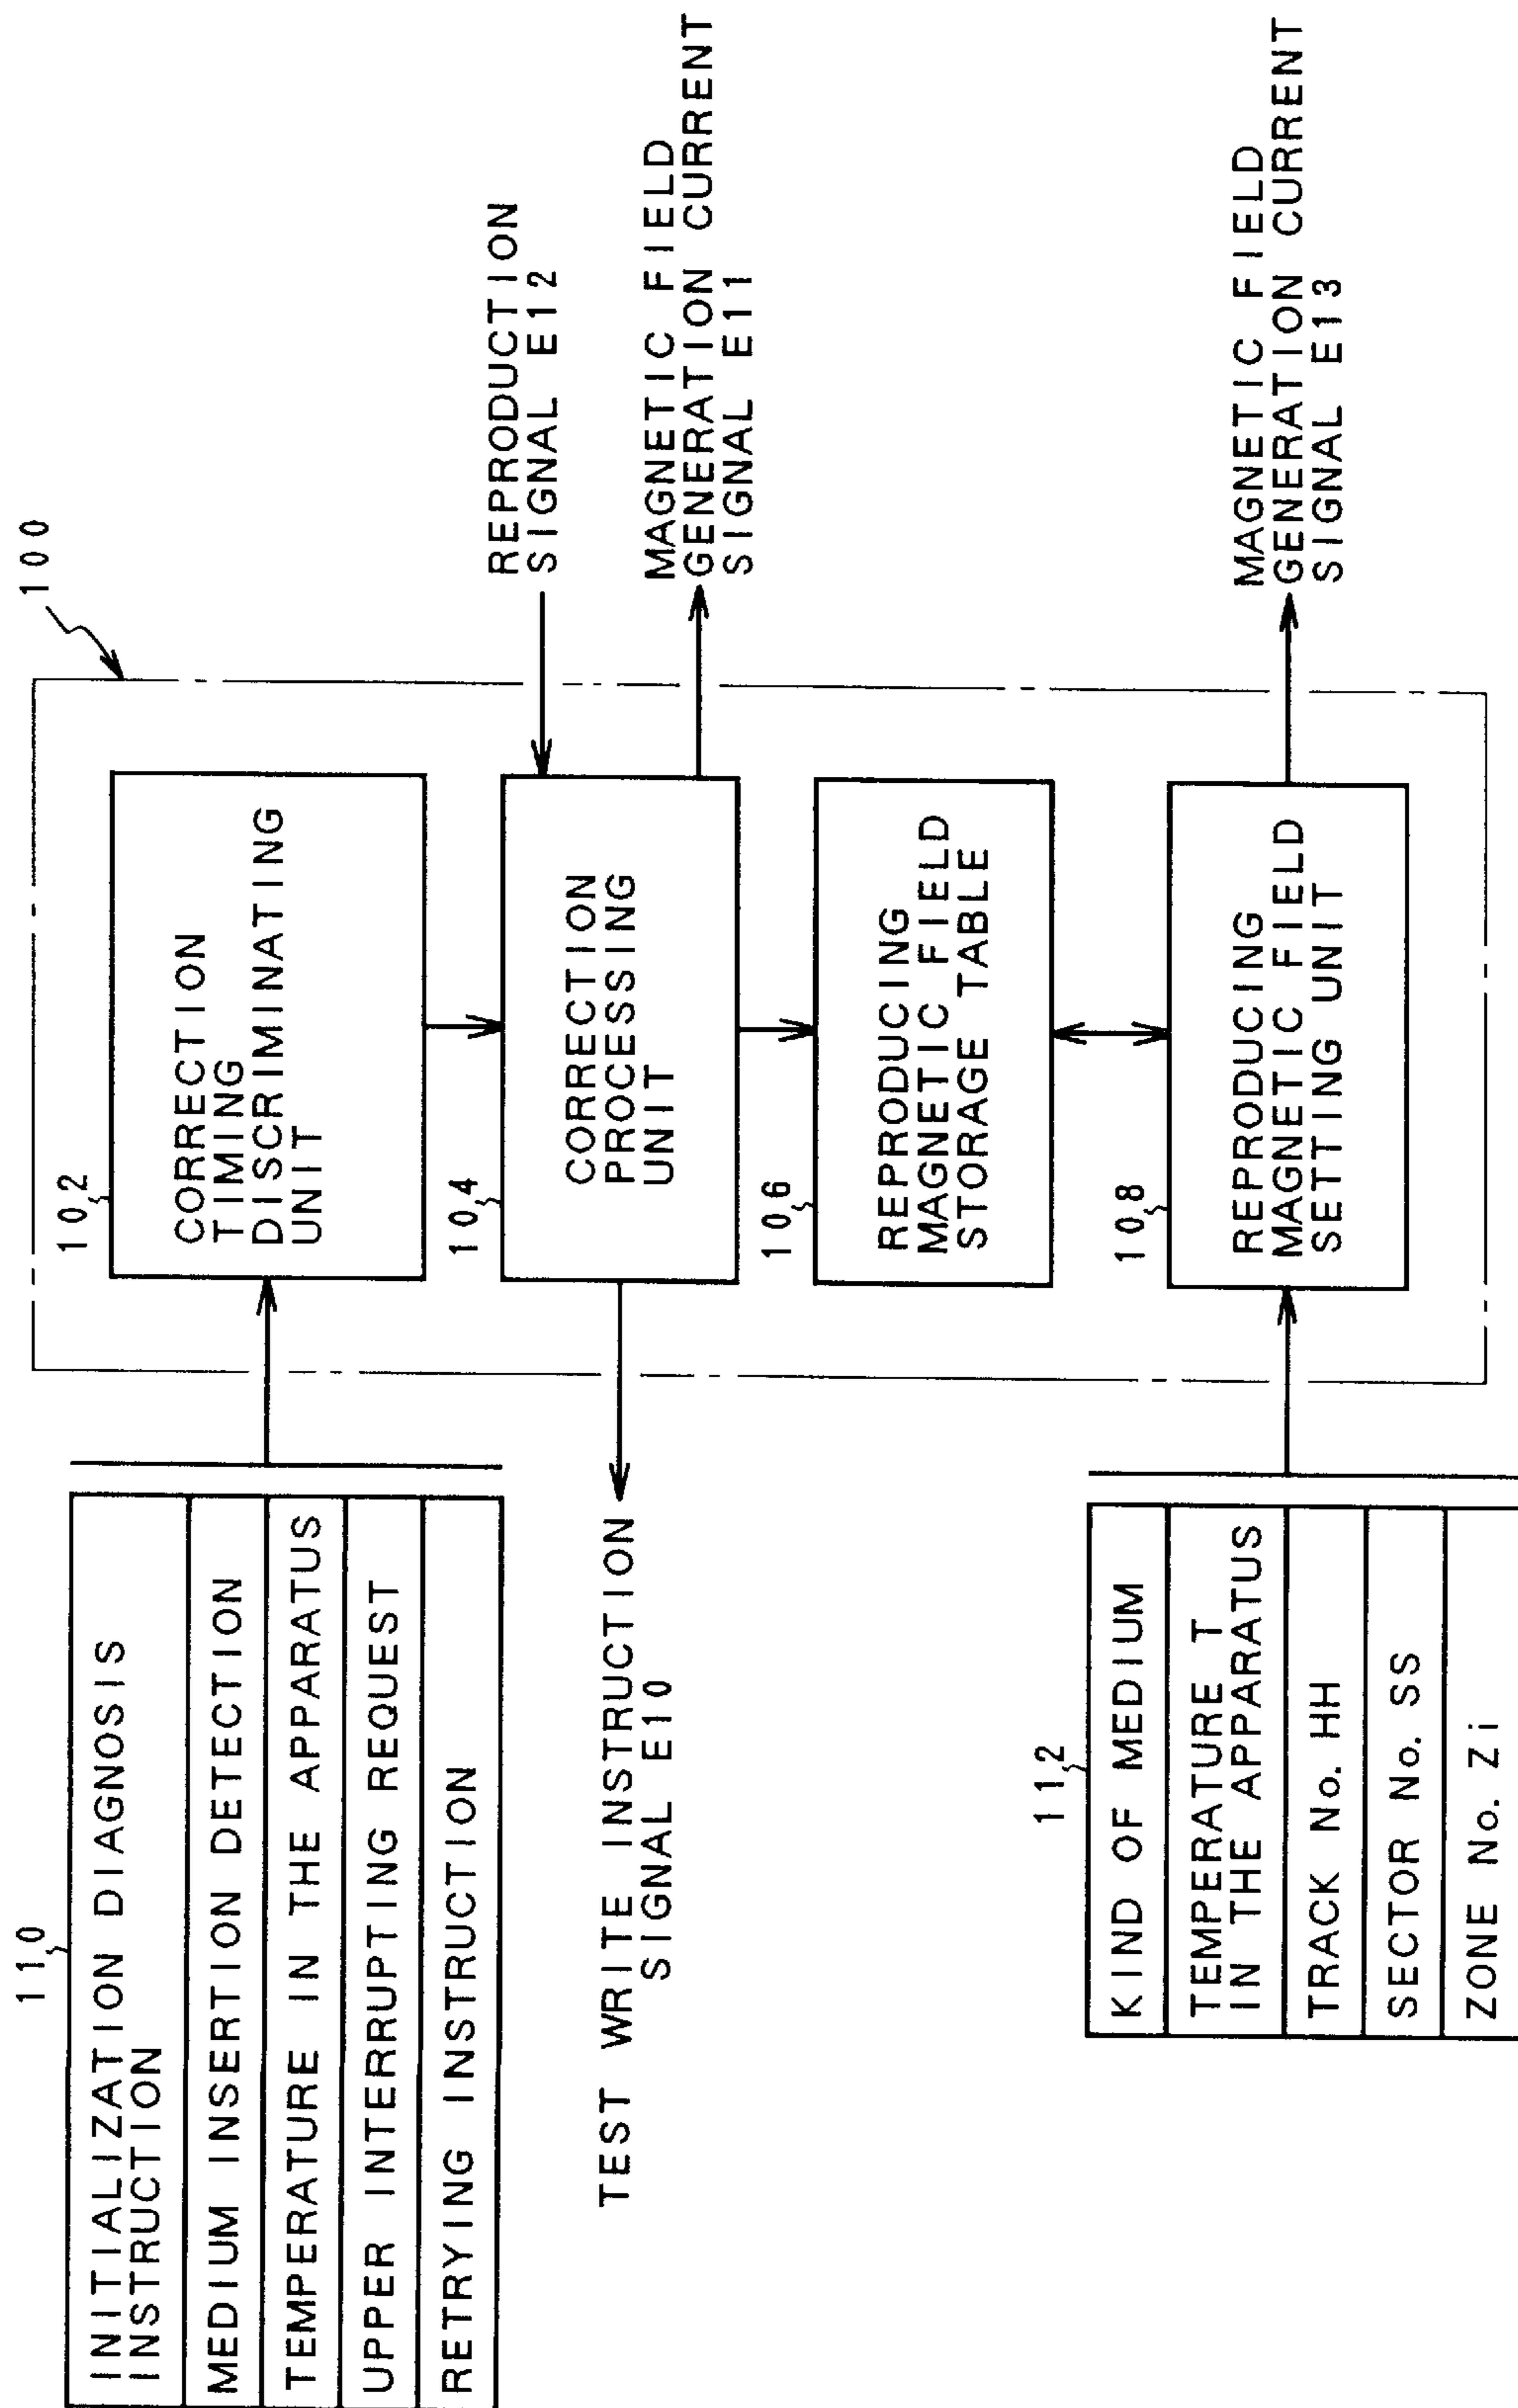 110
INITIALIZATION DIAGNOSIS
INSTRUCTION
MEDIUM INSERTION DETECTION
TEMPERATURE IN THE APPARATUS
UPPER INTERRUPTING REQUEST
RETRYING INSTRUCTION
TEST WRITE INSTRUCTION
SIGNAL E10
112
KIND OF MEDIUM
TEMPERATURE T
IN THE APPARATUS
TRACK No. HH
SECTOR No. SS
ZONE No. Zi
100
102
CORRECTION
TIMING
DISCRIMINATING
UNIT
104
CORRECTION
PROCESSING
UNIT
106
REPRODUCING
MAGNETIC FIELD
STORAGE TABLE
108
REPRODUCING
MAGNETIC FIELD
SETTING UNIT
REPRODUCTION
SIGNAL E12
MAGNETIC FIELD
GENERATION CURRENT
SIGNAL E11
MAGNETIC FIELD
GENERATION CURRENT
SIGNAL E13